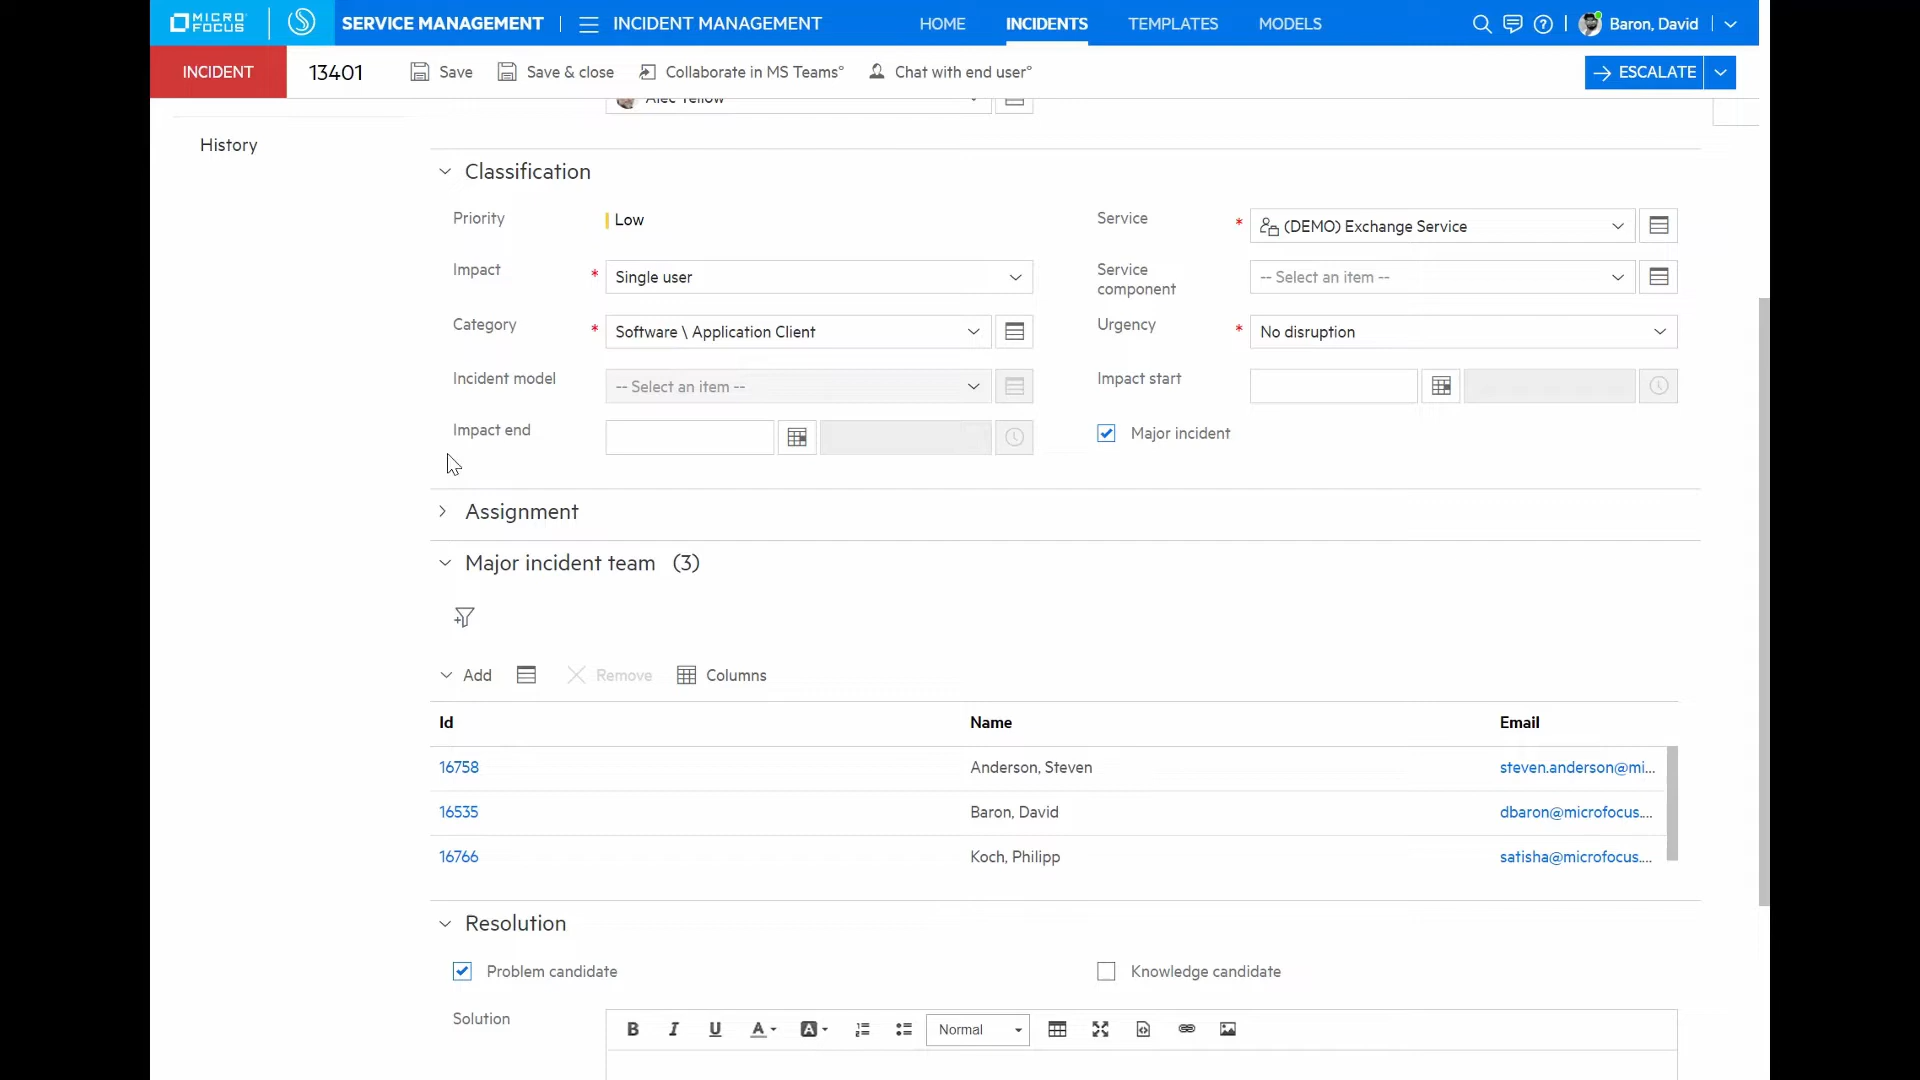 MICRO FOCUS SERVICE MANAGEMENT INCIDENT MANAGEMENT HOME INCIDENTS TEMPLATES MODELS Baron, David
INCIDENT 13401 Save Save & close Collaborate in MS Teams° Chat with end user° ESCALATE
Alec Yellow
History
Classification
Priority Low Service * (DEMO) Exchange Service
Impact * Single user Service component -- Select an item --
Category * Software \ Application Client Urgency * No disruption
Incident model -- Select an item -- Impact start
Impact end Major incident
Assignment
Major incident team (3)
Add Remove Columns
Id Name Email
16758 Anderson, Steven steven.anderson@mi...
16535 Baron, David dbaron@microfocus....
16766 Koch, Philipp satisha@microfocus....
Resolution
Problem candidate Knowledge candidate
Solution B I U A A Normal